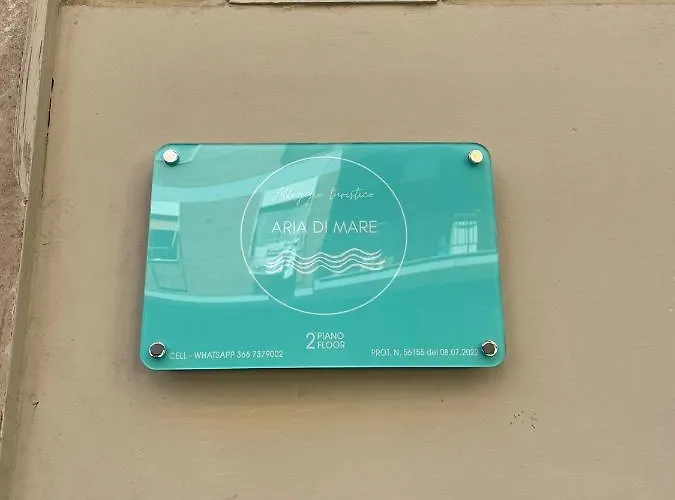 Alloggio turistico
ARIA DI MARE
2 PIANO
FLOOR
CELL - WHATSAPP 366 7379002
PROT. N. 56155 del 08.07.2022